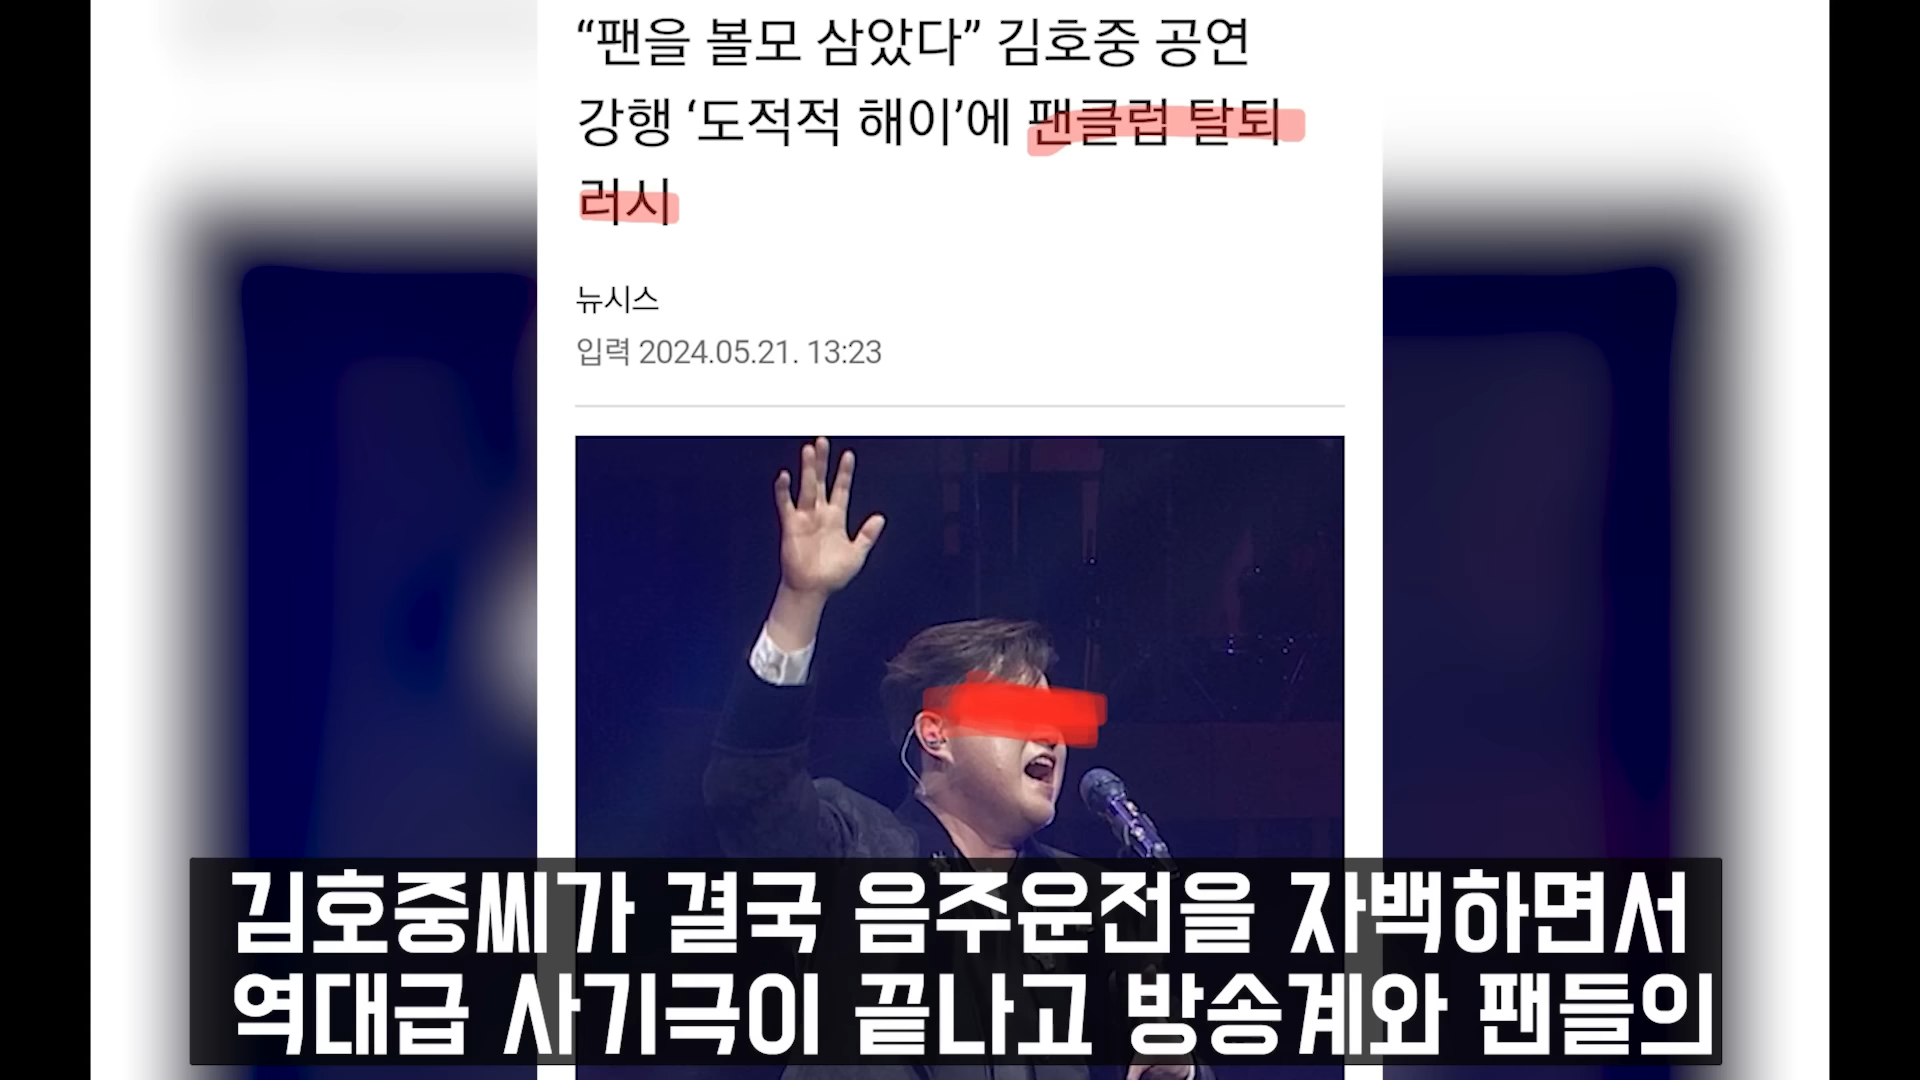 “팬을 볼모 삼았다” 김호중 공연
강행 ‘도적적 해이’에 팬클럽 탈퇴
러시
뉴시스
입력 2024.05.21. 13:23
김호중씨가 결국 음주운전을 자백하면서
역대급 사기극이 끝나고 방송계와 팬들의